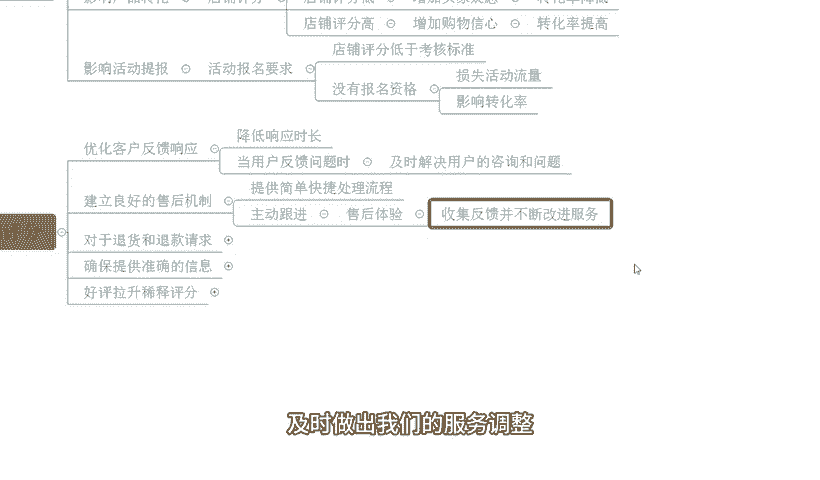 店铺评分高 增加购物信心 转化率提高
店铺评分低于考核标准
影响活动提报 活动报名要求
没有报名资格
损失活动流量
影响转化率
降低响应时长
优化客户反馈响应
当用户反馈问题时 及时解决用户的咨询和问题
提供简单快捷处理流程
建立良好的售后机制
主动跟进 售后体验 收集反馈并不断改进服务
对于退货和退款请求
确保提供准确的信息
好评拉升稀释评分
及时做出我们的服务调整